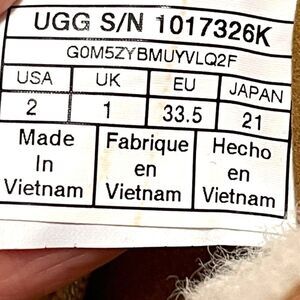 UGG S/N 1017326K
G0M5ZYBMUYVLQ2F
USA UK EU JAPAN
2 1 33.5 21
Made In Vietnam
Fabrique en Vietnam
Hecho en Vietnam